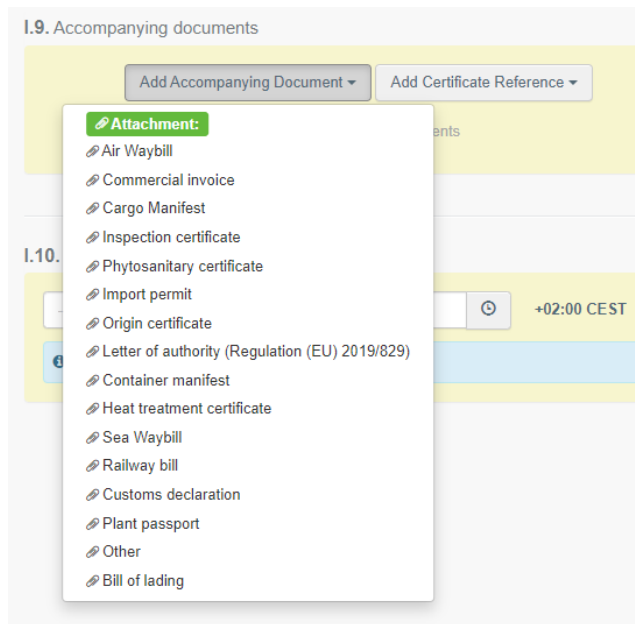 I.9. Accompanying documents
Add Accompanying Document
Add Certificate Reference
Attachment:
Air Waybill
Commercial invoice
Cargo Manifest
Inspection certificate
Phytosanitary certificate
Import permit
Origin certificate
Letter of authority (Regulation (EU) 2019/829)
Container manifest
Heat treatment certificate
Sea Waybill
Railway bill
Customs declaration
Plant passport
Other
Bill of lading
I.10.
+02:00 CEST